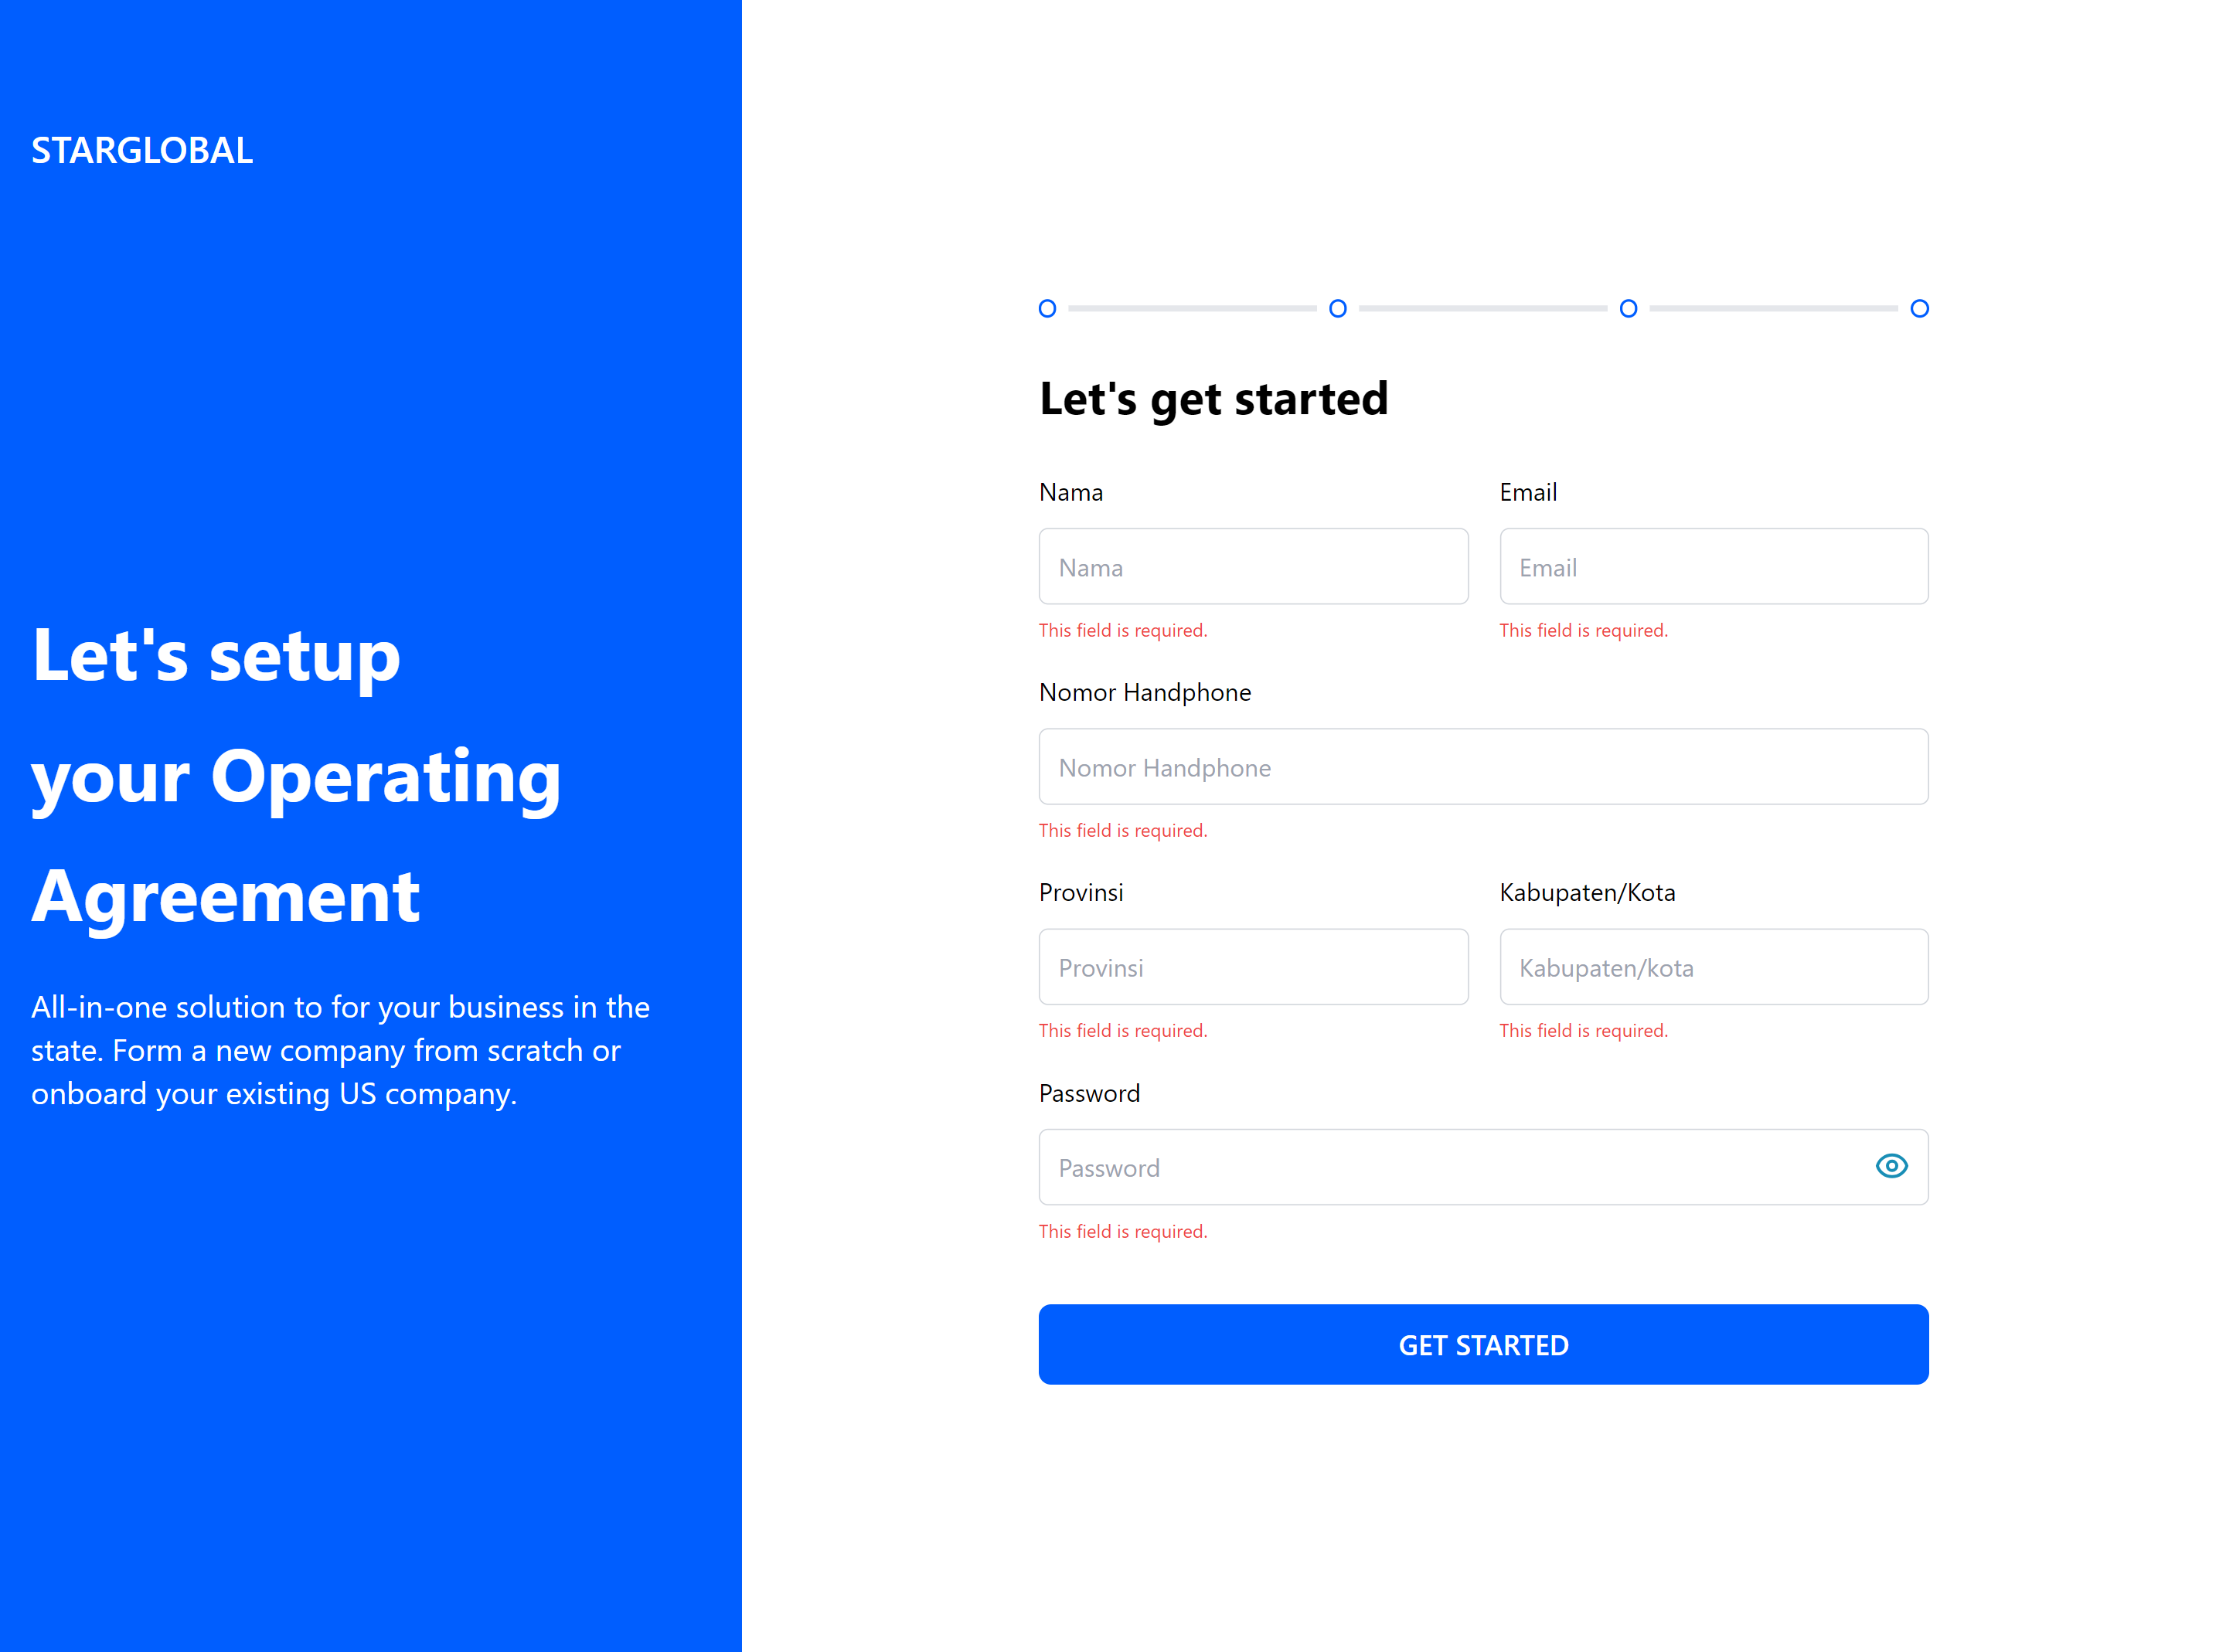 STARGLOBAL
Let's setup
your Operating
Agreement
All-in-one solution to for your business in the
state. Form a new company from scratch or
onboard your existing US company.
Let's get started
Nama
Email
Nama
Email
This field is required.
This field is required.
Nomor Handphone
Nomor Handphone
This field is required.
Provinsi
Kabupaten/Kota
Provinsi
Kabupaten/kota
This field is required.
This field is required.
Password
Password
This field is required.
GET STARTED